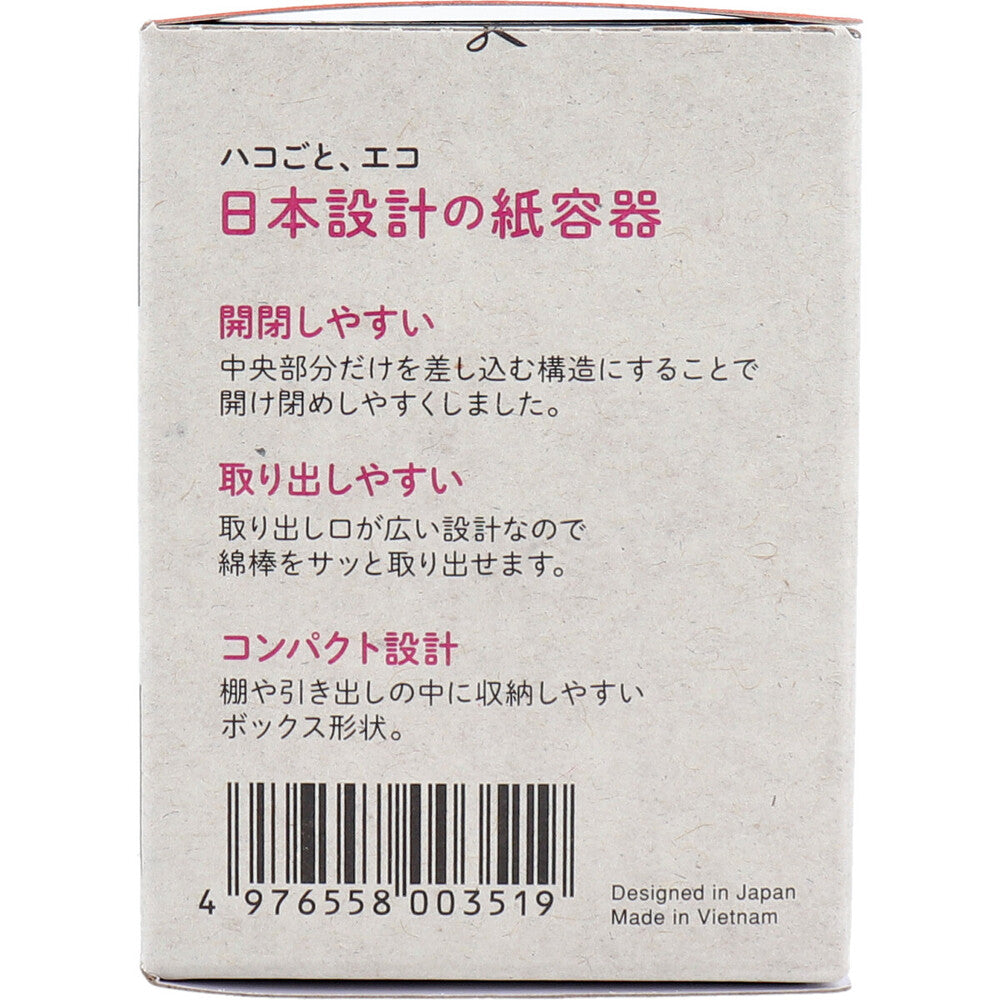 ハコごと、エコ
日本設計の紙容器
開閉しやすい
中央部分だけを差し込む構造にすることで
開け閉めしやすくしました。
取り出しやすい
取り出し口が広い設計なので
綿棒をサッと取り出せます。
コンパクト設計
棚や引き出しの中に収納しやすい
ボックス形状。
4 976558 003519
Designed in Japan
Made in Vietnam